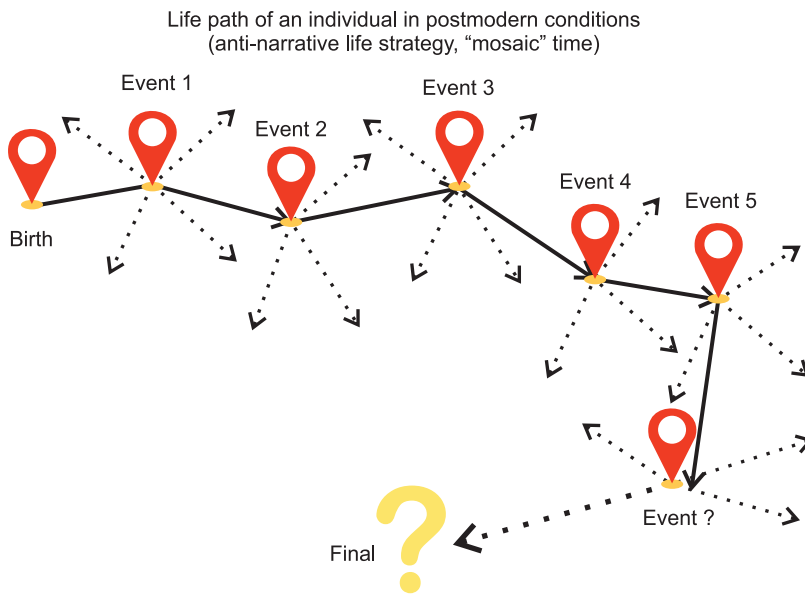 Life path of an individual in postmodern conditions
(anti-narrative life strategy, “mosaic” time)
Event 1
Event 2
Event 3
Event 4
Event 5
Birth
Event ?
Final
?